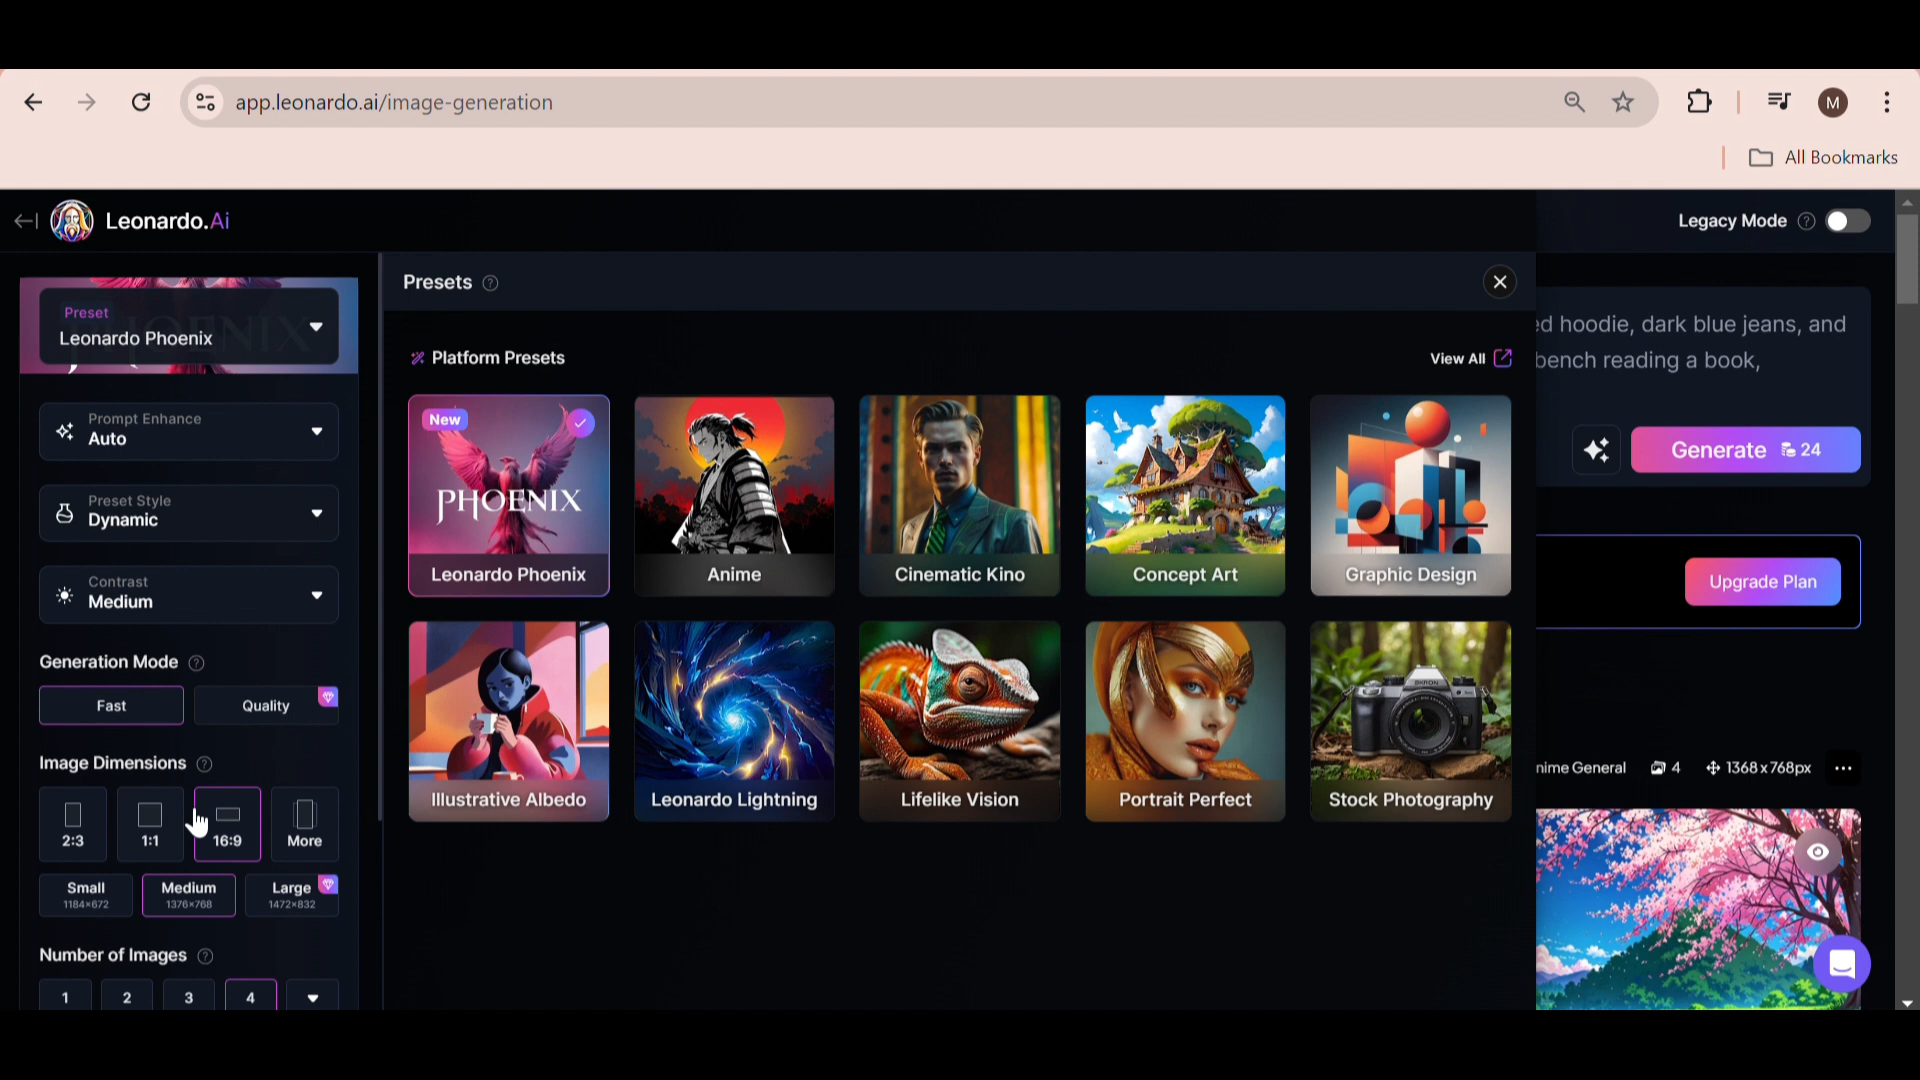 app.leonardo.ai/image-generation
M
All Bookmarks
Leonardo.Ai
Legacy Mode
Preset
Leonardo Phoenix
Prompt Enhance
Auto
Preset Style
Dynamic
Contrast
Medium
Generation Mode
Fast
Quality
Image Dimensions
2:3
1:1
16:9
More
Small
1184×672
Medium
1376×768
Large
1472×832
Number of Images
1
2
3
4
Presets
Platform Presets
View All
New
PHOENIX
Leonardo Phoenix
Anime
Cinematic Kino
Concept Art
Graphic Design
Illustrative Albedo
Leonardo Lightning
Lifelike Vision
Portrait Perfect
Stock Photography
ed hoodie, dark blue jeans, and
bench reading a book,
Generate 24
Upgrade Plan
nime General 4 1368 x 768px